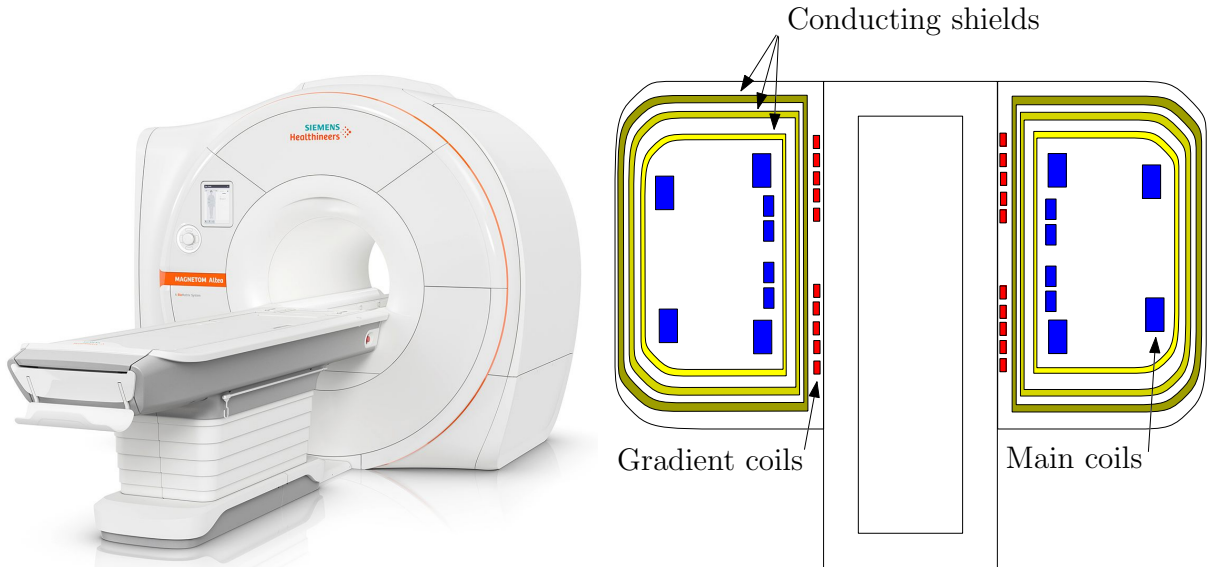 Conducting shields
SIEMENS
Healthineers
MAGNETOM Altea
Gradient coils
Main coils